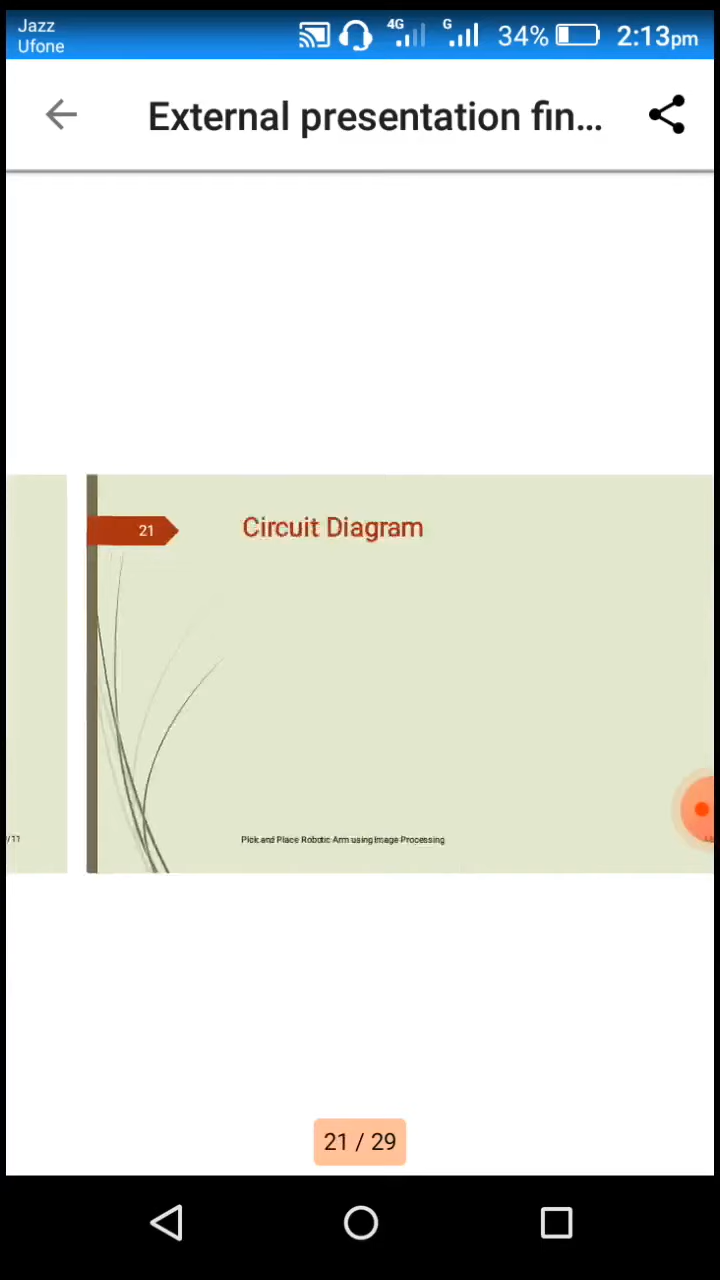 Jazz
Ufone
4G
G
34%
2:13pm
External presentation fin...
21
Circuit Diagram
/11
Pick and Place Robotic Arm using Image Processing
21 / 29